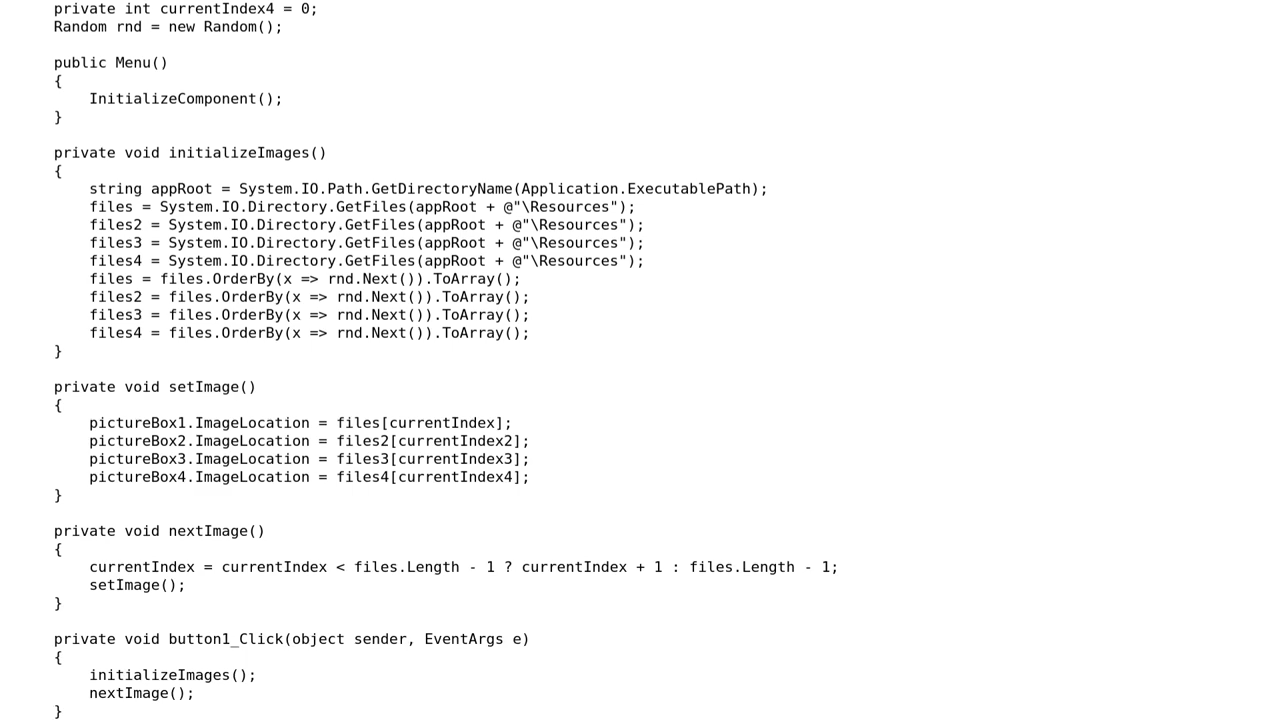 private int currentIndex4 = 0;
Random rnd = new Random();
public Menu()
{
InitializeComponent();
}
private void initializeImages()
{
string appRoot = System.IO.Path.GetDirectoryName(Application.ExecutablePath);
files = System.IO.Directory.GetFiles(appRoot + @"\Resources");
files2 = System.IO.Directory.GetFiles(appRoot + @"\Resources");
files3 = System.IO.Directory.GetFiles(appRoot + @"\Resources");
files4 = System.IO.Directory.GetFiles(appRoot + @"\Resources");
files = files.OrderBy(x => rnd.Next()).ToArray();
files2 = files.OrderBy(x => rnd.Next()).ToArray();
files3 = files.OrderBy(x => rnd.Next()).ToArray();
files4 = files.OrderBy(x => rnd.Next()).ToArray();
}
private void setImage()
{
pictureBox1.ImageLocation = files[currentIndex];
pictureBox2.ImageLocation = files2[currentIndex2];
pictureBox3.ImageLocation = files3[currentIndex3];
pictureBox4.ImageLocation = files4[currentIndex4];
}
private void nextImage()
{
currentIndex = currentIndex < files.Length - 1 ? currentIndex + 1 : files.Length - 1;
setImage();
}
private void button1_Click(object sender, EventArgs e)
{
initializeImages();
nextImage();
}